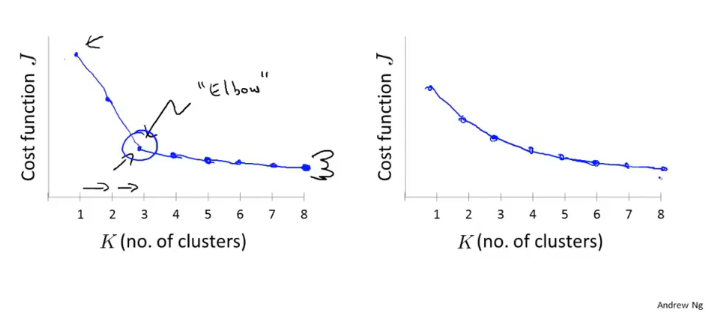 "Elbow"
Cost function J
1 2 3 4 5 6 7 8
K (no. of clusters)
Cost function J
1 2 3 4 5 6 7 8
K (no. of clusters)
Andrew Ng